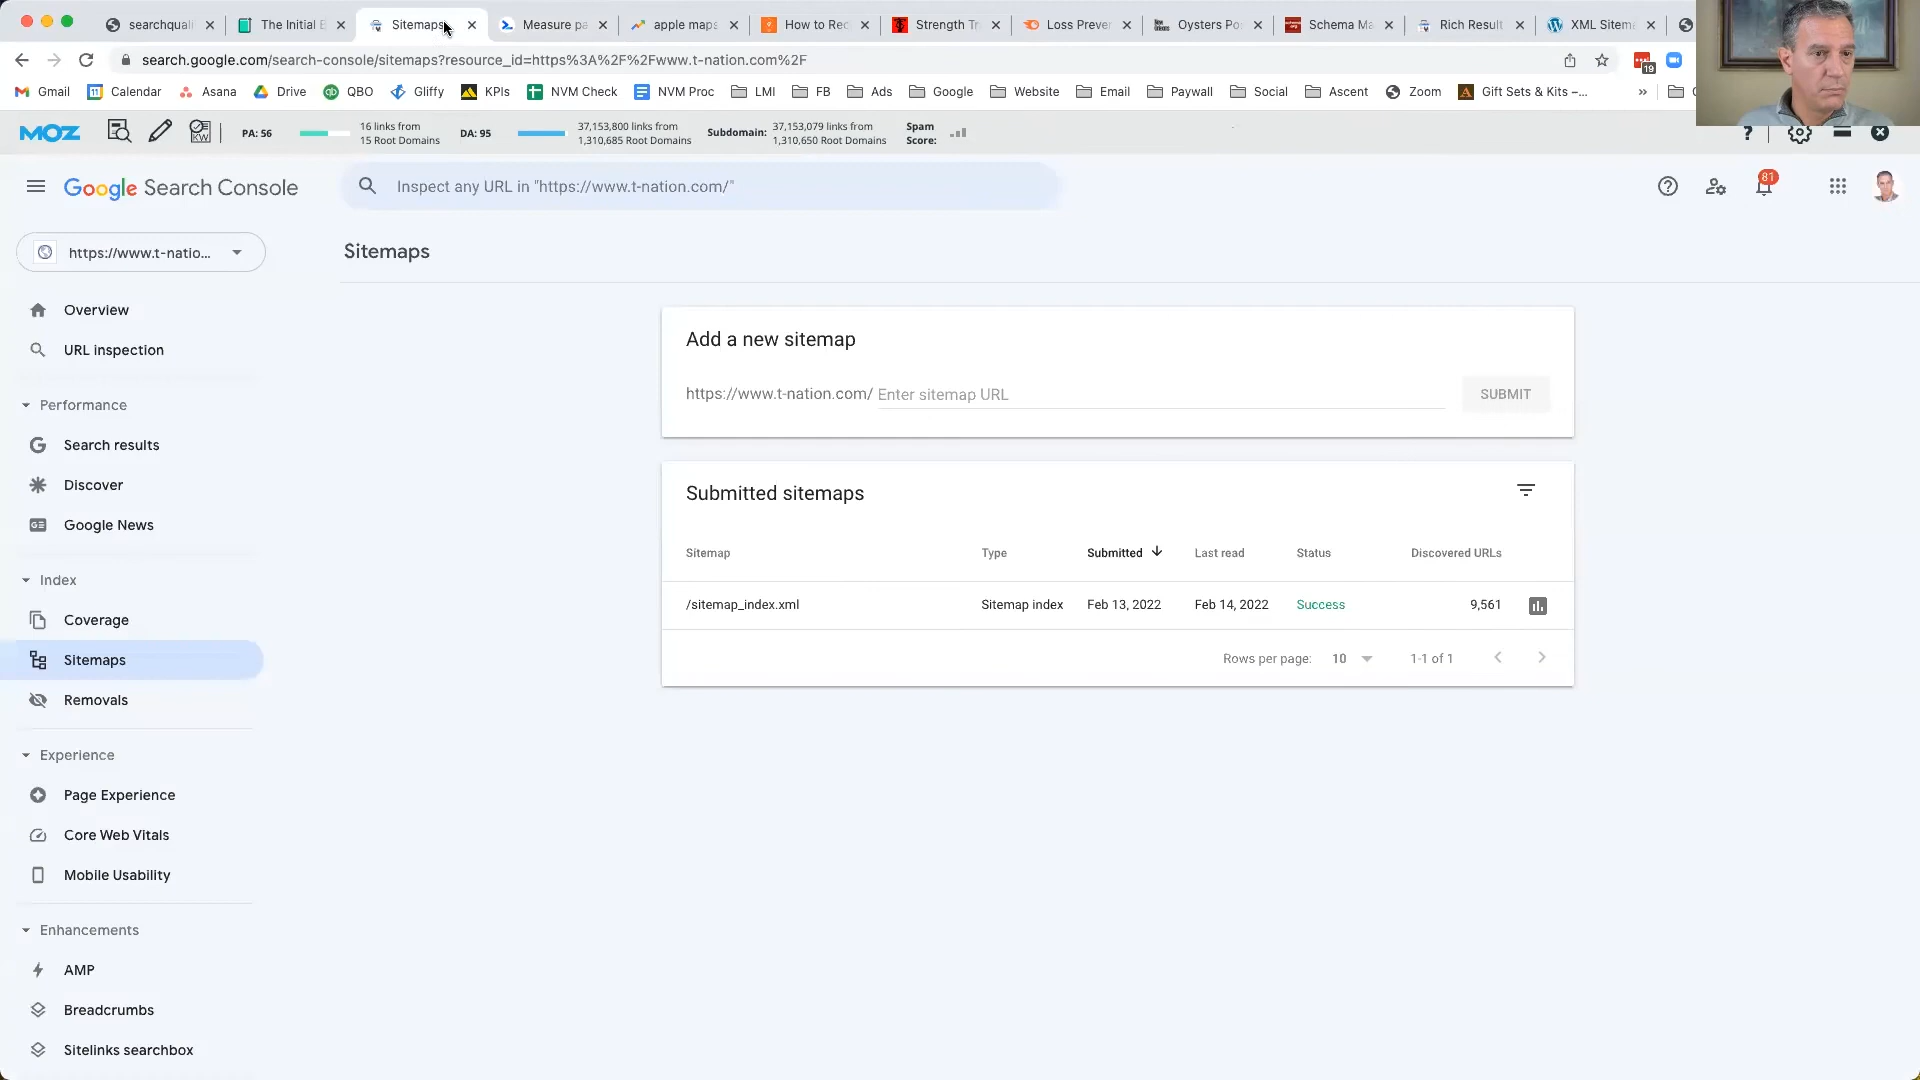 searchquali
The Initial E
Sitemaps
Measure pa
apple maps
How to Rec
Strength Tr
Loss Preven
Oysters Po
Schema Ma
Rich Result
XML Sitema
search.google.com/search-console/sitemaps?resource_id=https%3A%2F%2Fwww.t-nation.com%2F
19
Gmail
Calendar
Asana
Drive
QBO
Gliffy
KPIs
NVM Check
NVM Proc
LMI
FB
Ads
Google
Website
Email
Paywall
Social
Ascent
Zoom
Gift Sets & Kits –...
»
MOZ
PA: 56
16 links from
15 Root Domains
DA: 95
37,153,800 links from
1,310,685 Root Domains
Subdomain:
37,153,079 links from
1,310,650 Root Domains
Spam
Score:
?
Google Search Console
Inspect any URL in "https://www.t-nation.com/"
81
https://www.t-natio...
Sitemaps
Overview
URL inspection
Performance
Search results
Discover
Google News
Index
Coverage
Sitemaps
Removals
Experience
Page Experience
Core Web Vitals
Mobile Usability
Enhancements
AMP
Breadcrumbs
Sitelinks searchbox
Add a new sitemap
https://www.t-nation.com/ Enter sitemap URL
SUBMIT
Submitted sitemaps
Sitemap Type Submitted Last read Status Discovered URLs
/sitemap_index.xml Sitemap index Feb 13, 2022 Feb 14, 2022 Success 9,561
Rows per page: 10 1-1 of 1